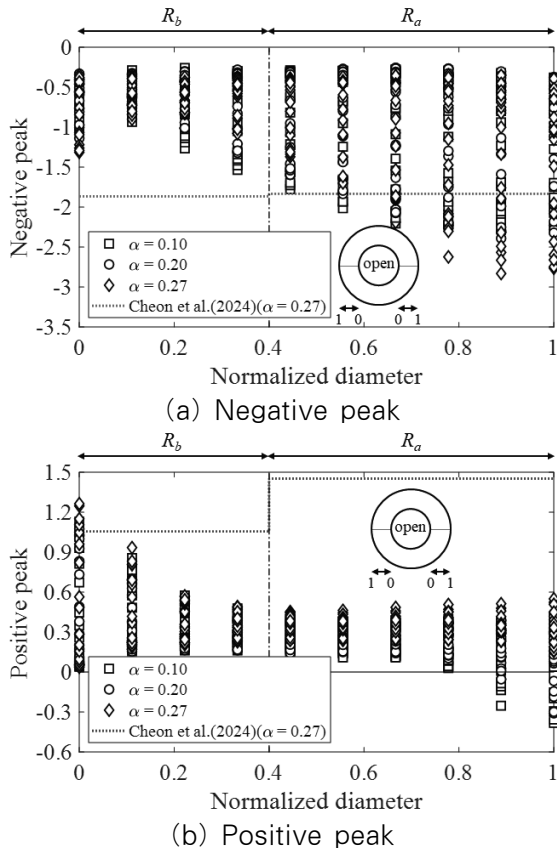 R_b R_a
0
-0.5
-1
-1.5
-2
-2.5
-3
-3.5
Negative peak
α = 0.10
α = 0.20
α = 0.27
Cheon et al.(2024)(α = 0.27)
open
1 0 0 1
0 0.2 0.4 0.6 0.8 1
Normalized diameter
(a) Negative peak
R_b R_a
1.5
1.2
0.9
0.6
0.3
0
-0.3
-0.6
Positive peak
open
1 0 0 1
α = 0.10
α = 0.20
α = 0.27
Cheon et al.(2024)(α = 0.27)
0 0.2 0.4 0.6 0.8 1
Normalized diameter
(b) Positive peak